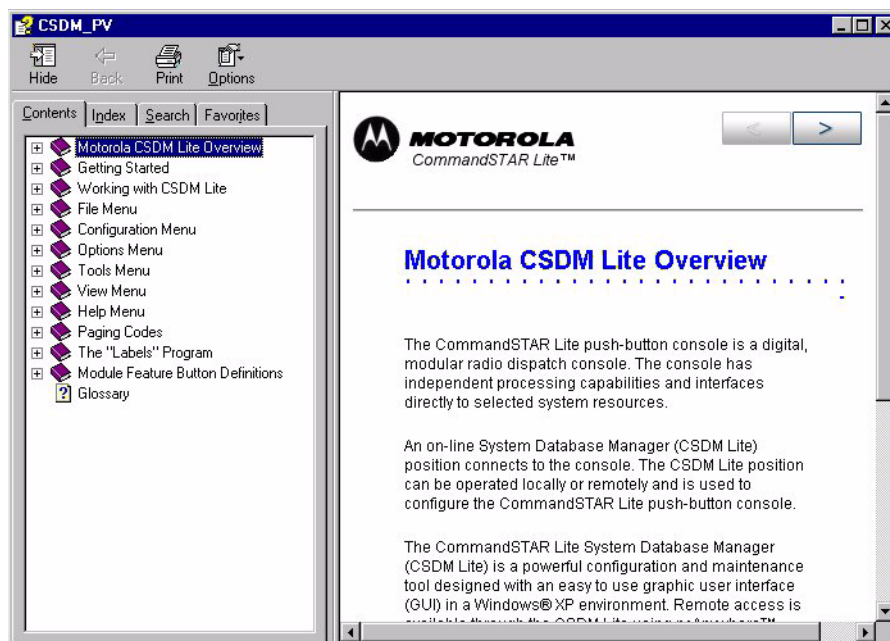 CSDM_PV
Hide Back Print Options
Contents Index Search Favorites
Motorola CSDM Lite Overview
Getting Started
Working with CSDM Lite
File Menu
Configuration Menu
Options Menu
Tools Menu
View Menu
Help Menu
Paging Codes
The "Labels" Program
Module Feature Button Definitions
Glossary
< >
MOTOROLA
CommandSTAR Lite™
Motorola CSDM Lite Overview
The CommandSTAR Lite push-button console is a digital,
modular radio dispatch console. The console has
independent processing capabilities and interfaces
directly to selected system resources.
An on-line System Database Manager (CSDM Lite)
position connects to the console. The CSDM Lite position
can be operated locally or remotely and is used to
configure the CommandSTAR Lite push-button console.
The CommandSTAR Lite System Database Manager
(CSDM Lite) is a powerful configuration and maintenance
tool designed with an easy to use graphic user interface
(GUI) in a Windows® XP environment. Remote access is
available through the CSDM Lite using